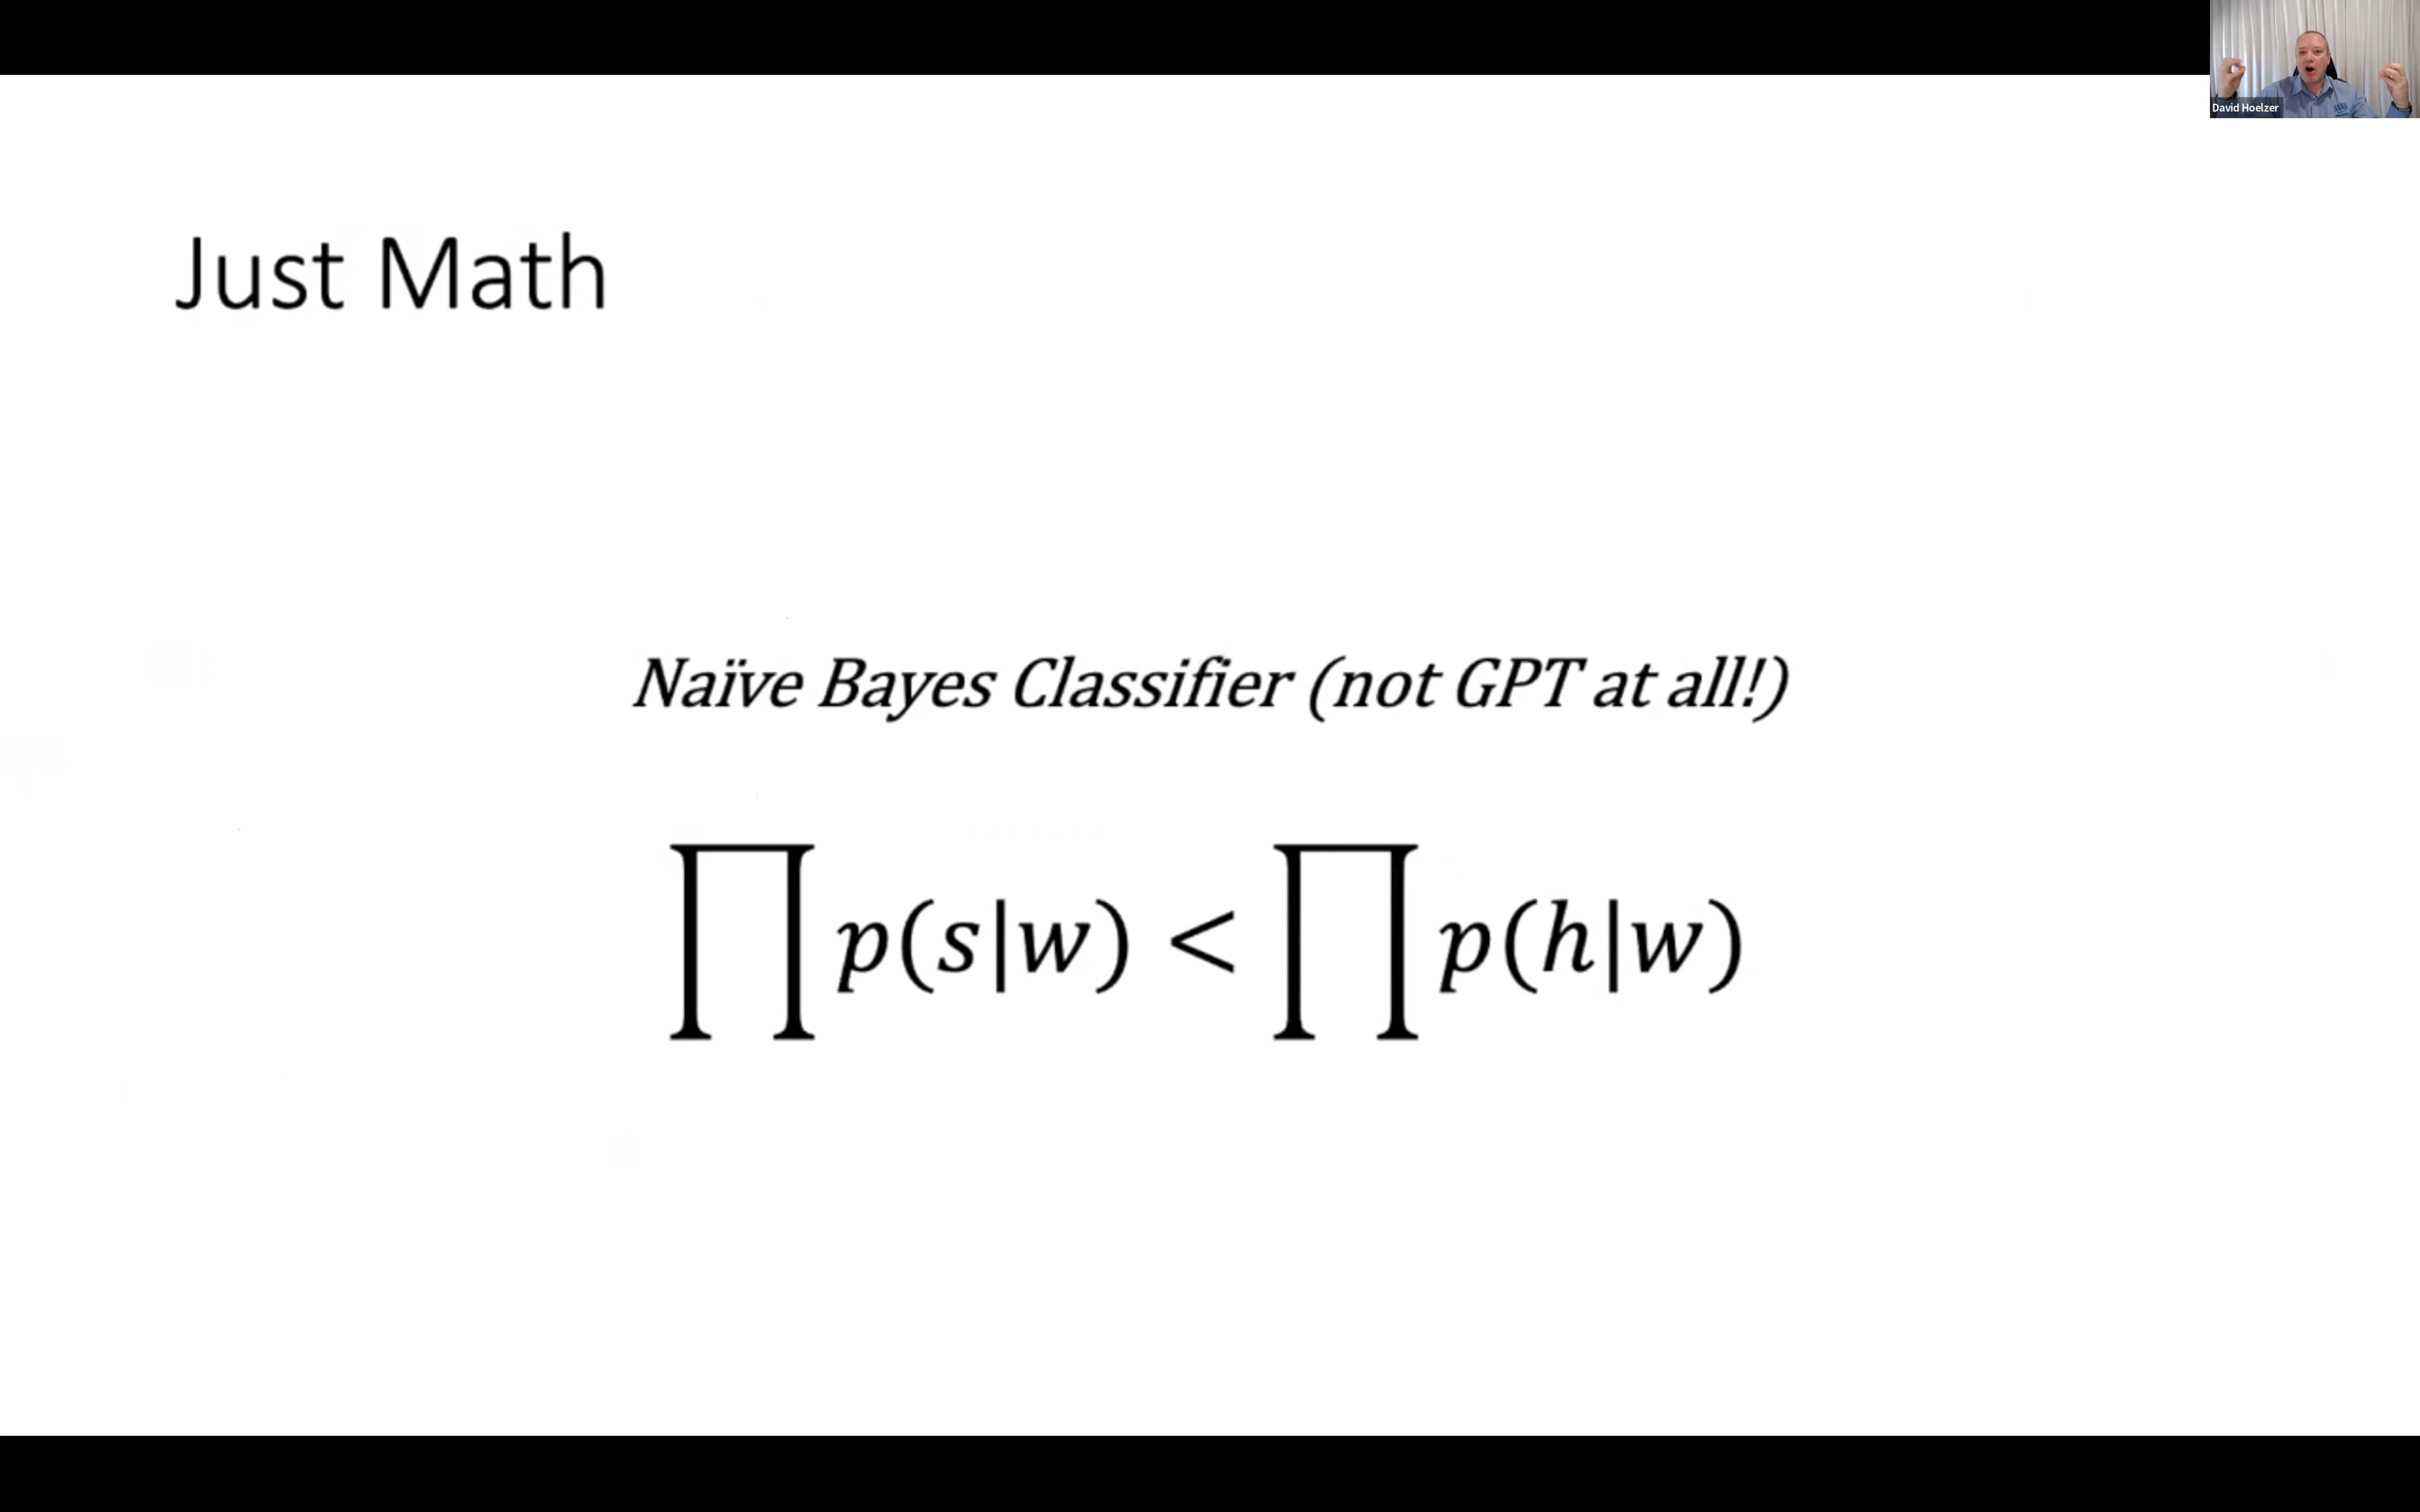 David Hoelzer
Just Math
Naïve Bayes Classifier (not GPT at all!)
∏ p(s|w) < ∏ p(h|w)